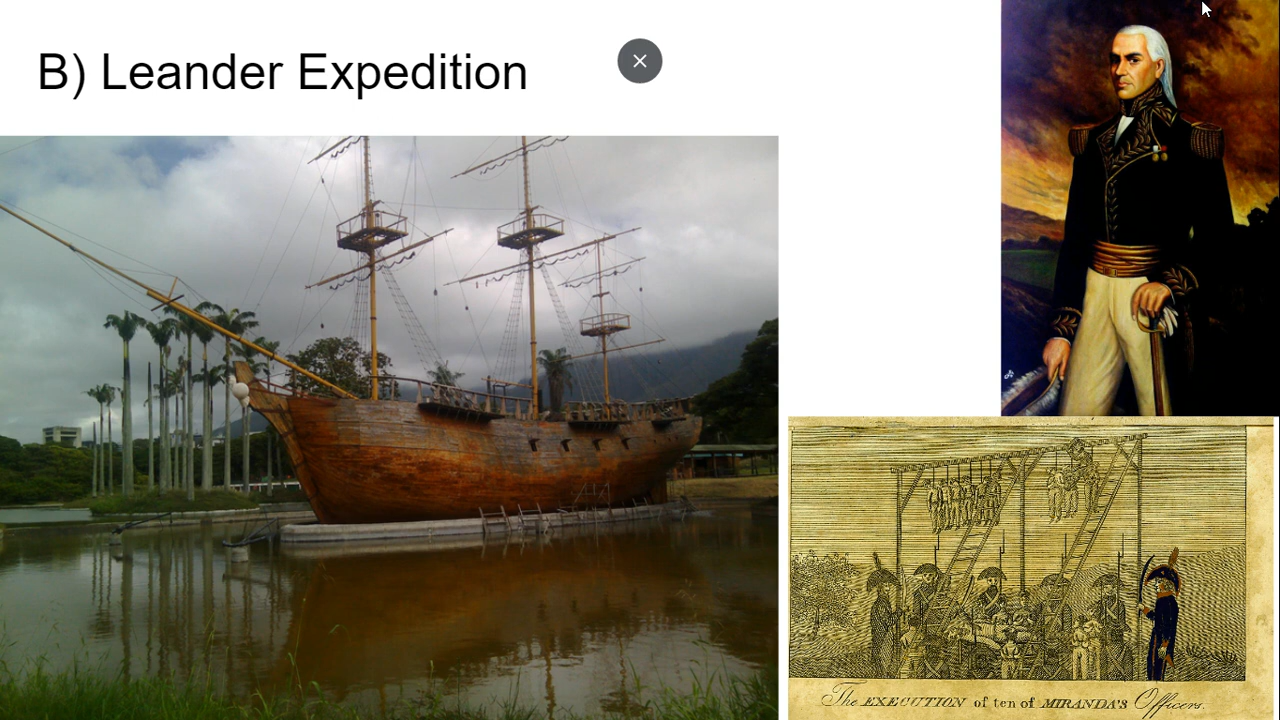 B) Leander Expedition
The EXECUTION of ten of MIRANDA'S Officers.